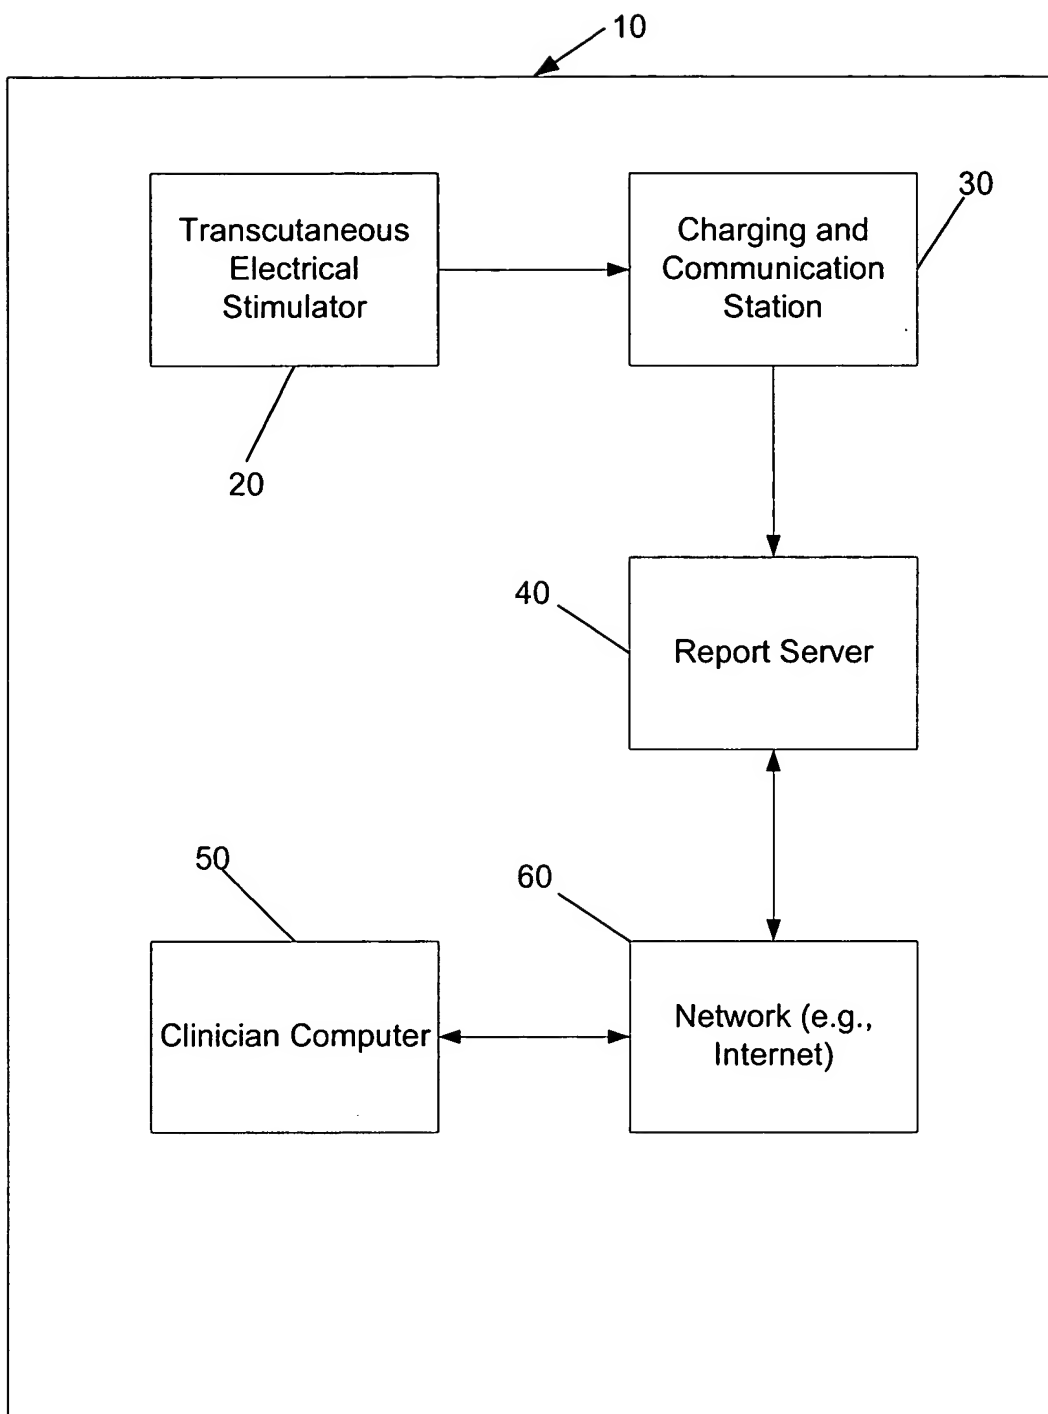 10
Transcutaneous
Electrical
Stimulator
20
Charging and
Communication
Station
30
40
Report Server
50
Clinician Computer
60
Network (e.g.,
Internet)